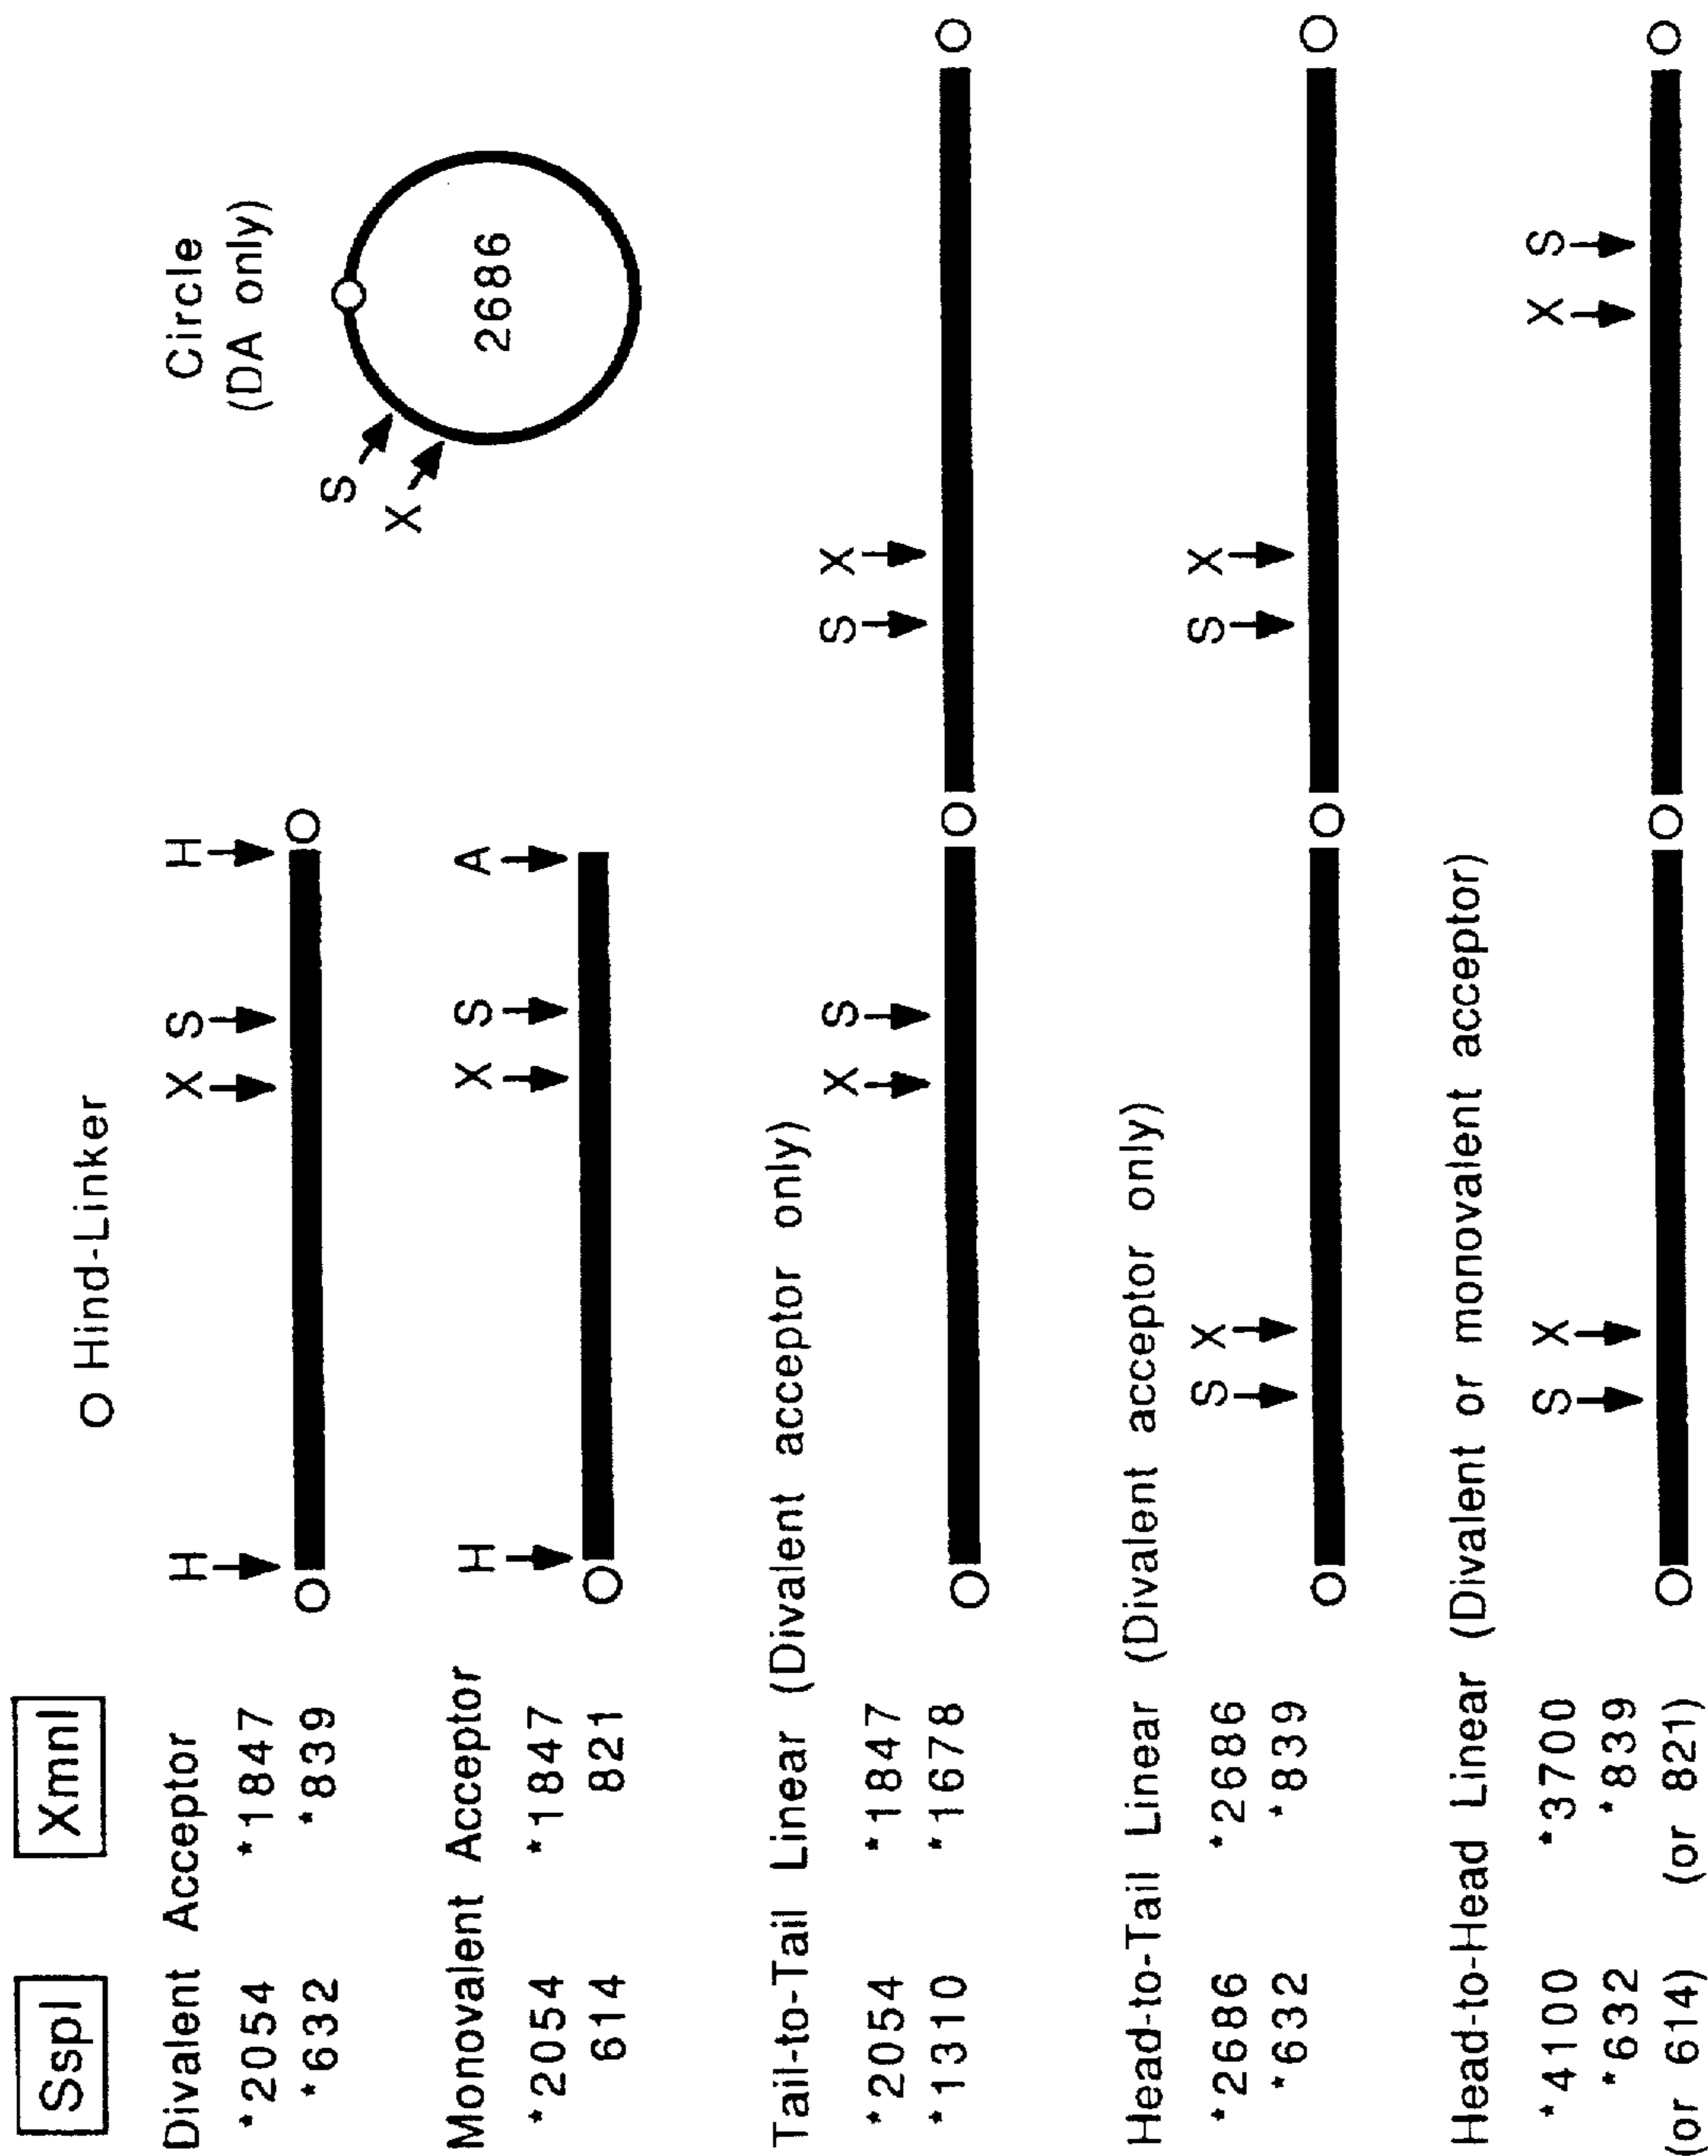 SspI XmnI
O Hind-Linker
Divalent Acceptor
*2054 *1847
*632 *839
H X S H
Circle
(DA only)
S
X
2686
Monovalent Acceptor
*2054 *1847
614 821
H X S A
Tail-to-Tail Linear (Divalent acceptor only)
*2054 *1847
*1310 *1678
X S S X
Head-to-Tail Linear (Divalent acceptor only)
*2686 *2686
*632 *839
S X S X
Head-to-Head Linear (Divalent or monovalent acceptor)
*4100 *3700
*632 *839
(or 614) (or 821)
S X X S